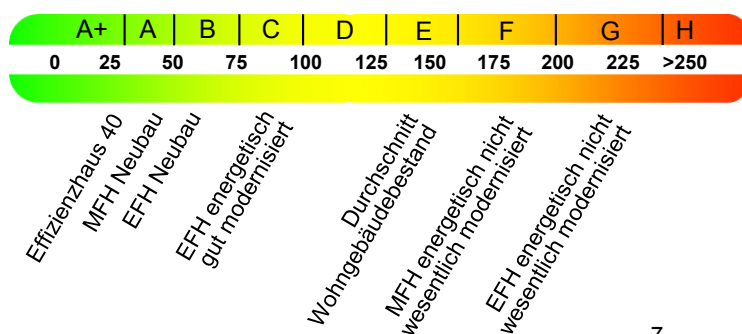 A+ A B C D E F G H
0 25 50 75 100 125 150 175 200 225 >250
Effizienzhaus 40
MFH Neubau
EFH Neubau
EFH energetisch
gut modernisiert
Durchschnitt
Wohngebäudebestand
MFH energetisch nicht
wesentlich modernisiert
EFH energetisch nicht
wesentlich modernisiert
7